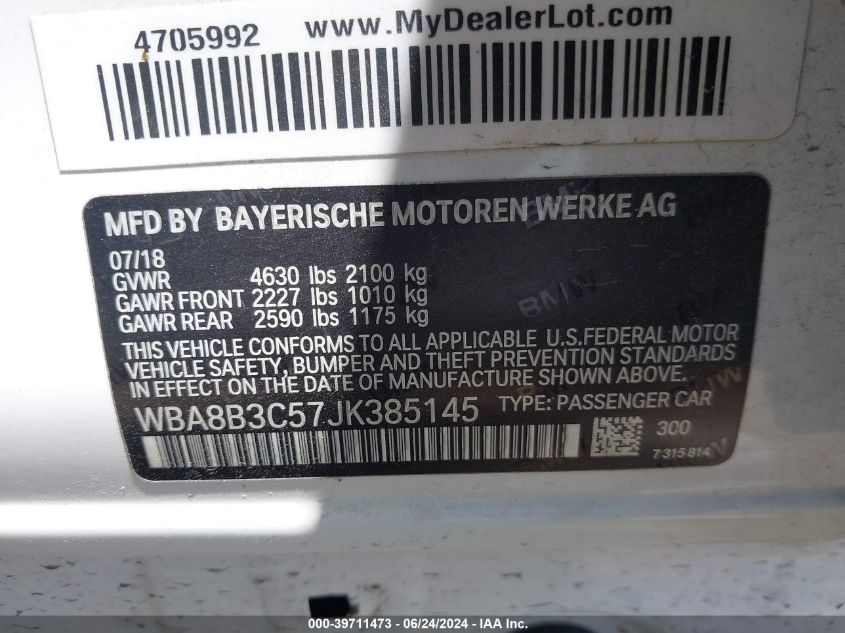 4705992 www.MyDealerLot.com
MFD BY BAYERISCHE MOTOREN WERKE AG
07/18
GVWR 4630 lbs 2100 kg
GAWR FRONT 2227 lbs 1010 kg
GAWR REAR 2590 lbs 1175 kg
THIS VEHICLE CONFORMS TO ALL APPLICABLE U.S.FEDERAL MOTOR
VEHICLE SAFETY, BUMPER AND THEFT PREVENTION STANDARDS
IN EFFECT ON THE DATE OF MANUFACTURE SHOWN ABOVE.
WBA8B3C57JK385145 TYPE: PASSENGER CAR
300
7315814
BMW
000-39711473 - 06/24/2024 - IAA Inc.